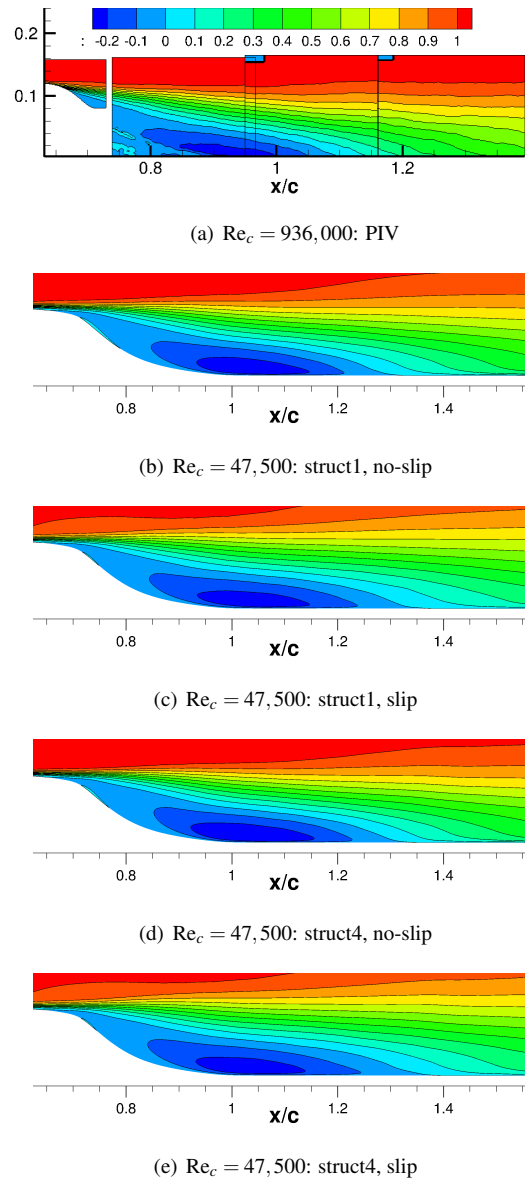 : -0.2 -0.1 0 0.1 0.2 0.3 0.4 0.5 0.6 0.7 0.8 0.9 1
0.2
0.1
0.8 1 1.2
x/c
(a) Re_c = 936,000: PIV
0.8 1 1.2 1.4
x/c
(b) Re_c = 47,500: struct1, no-slip
0.8 1 1.2 1.4
x/c
(c) Re_c = 47,500: struct1, slip
0.8 1 1.2 1.4
x/c
(d) Re_c = 47,500: struct4, no-slip
0.8 1 1.2 1.4
x/c
(e) Re_c = 47,500: struct4, slip